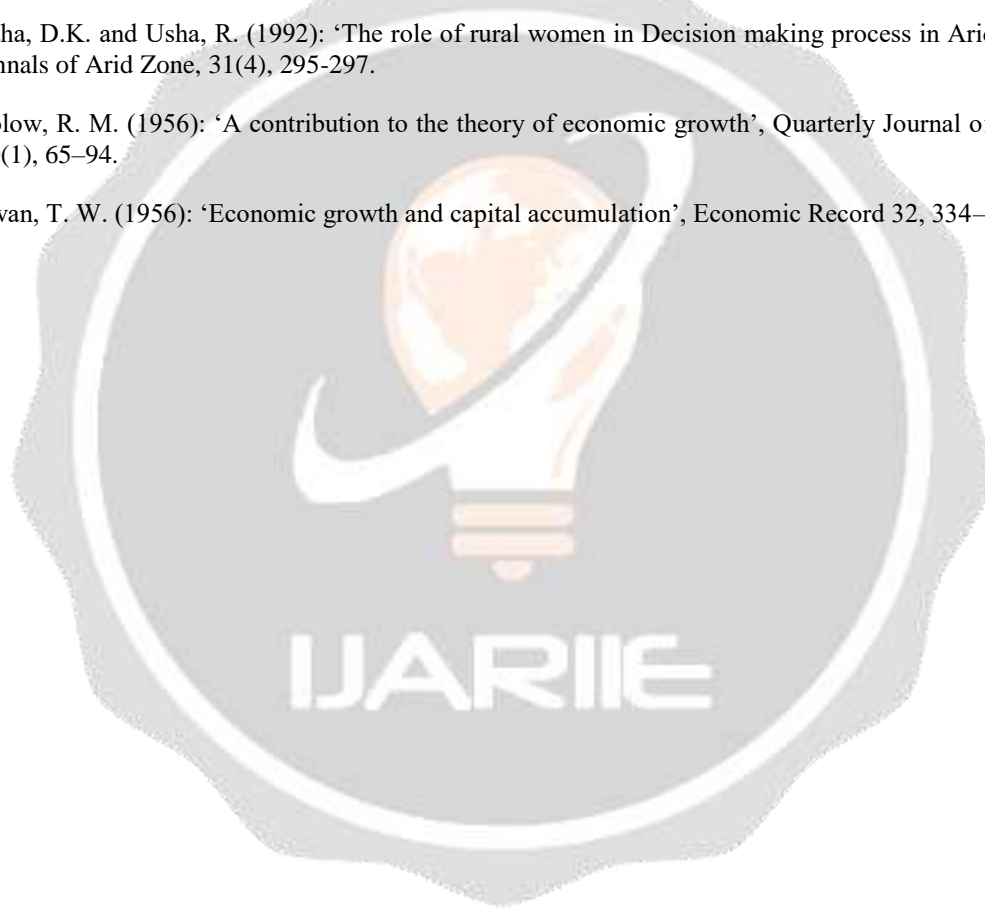 ha, D.K. and Usha, R. (1992): ‘The role of rural women in Decision making process in
nnals of Arid Zone, 31(4), 295-297.
olow, R. M. (1956): ‘A contribution to the theory of economic growth’, Quarterly Journal of
(1), 65–94.
wan, T. W. (1956): ‘Economic growth and capital accumulation’, Economic Record 32, 334–
IJARIIE